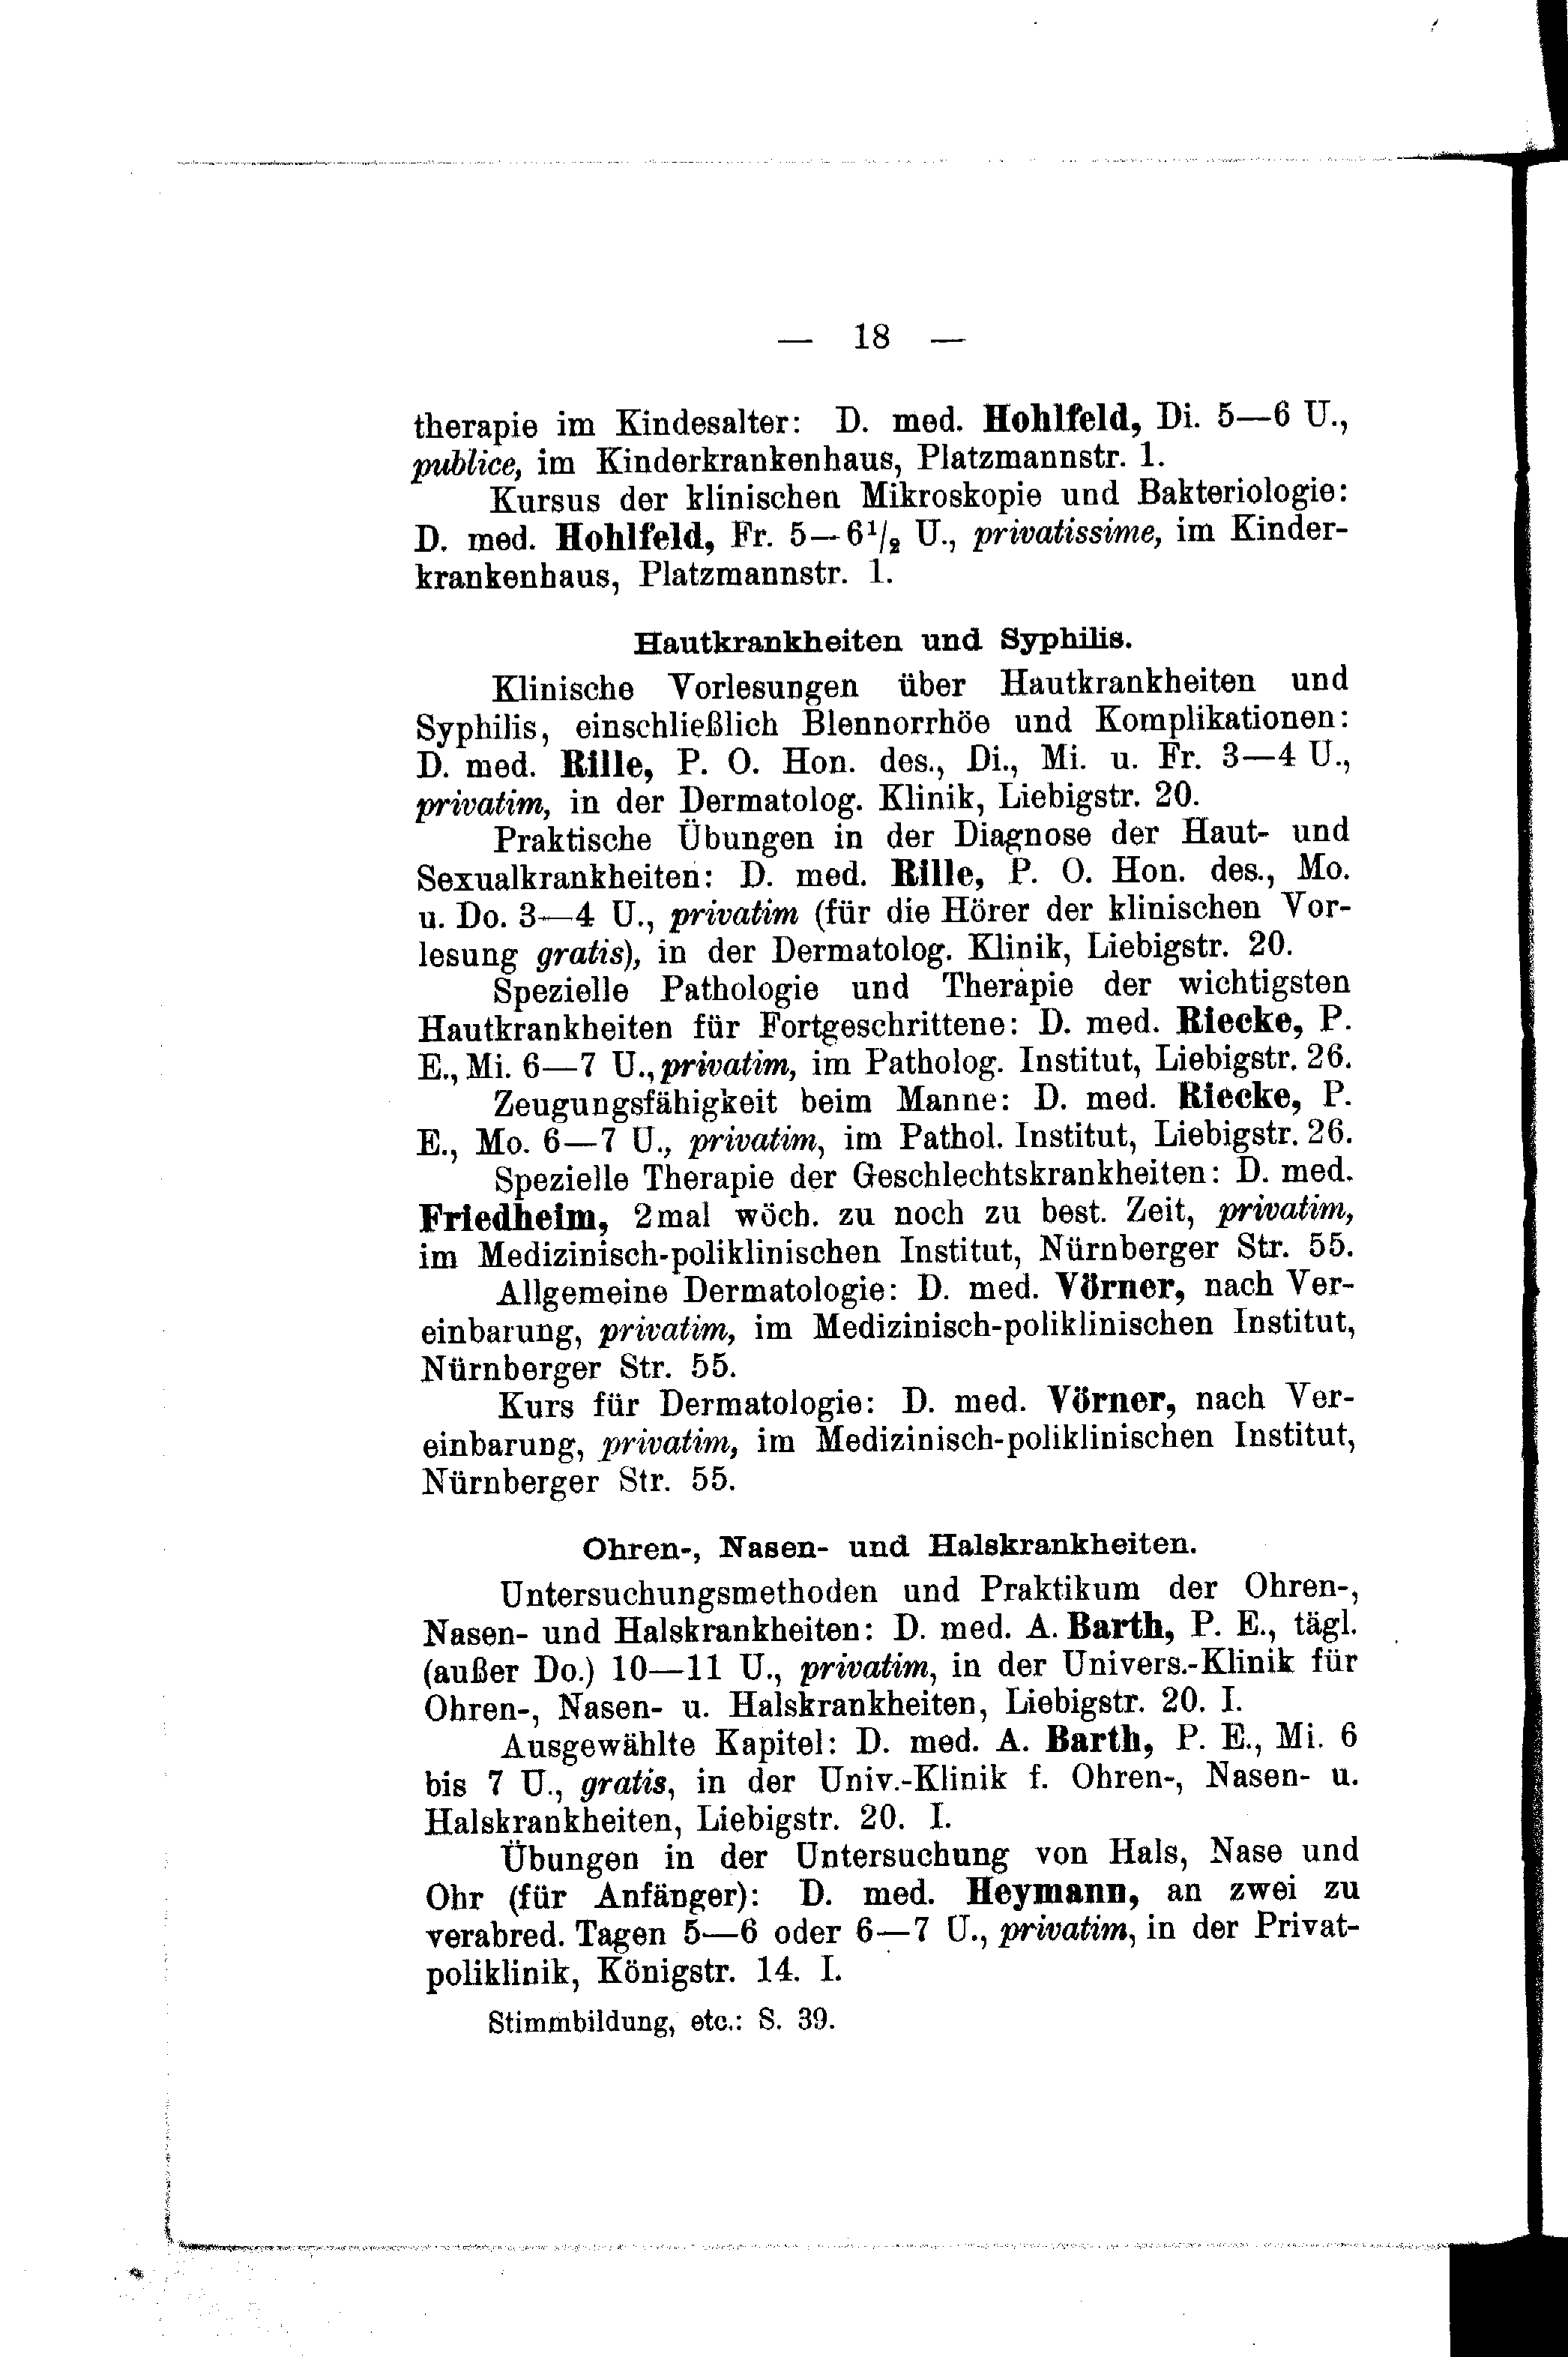 — 18 —
therapie im Kindesalter: D. med. Hohlfeld, Di. 5—6 U.,
publice, im Kinderkrankenhaus, Platzmannstr. 1.
Kursus der klinischen Mikroskopie und Bakteriologie:
D. med. Hohlfeld, Fr. 5—6¹/₂ U., privatissime, im Kinder-
krankenhaus, Platzmannstr. 1.
Hautkrankheiten und Syphilis.
Klinische Vorlesungen über Hautkrankheiten und
Syphilis, einschließlich Blennorrhöe und Komplikationen:
D. med. Rille, P. O. Hon. des., Di., Mi. u. Fr. 3—4 U.,
privatim, in der Dermatolog. Klinik, Liebigstr. 20.
Praktische Übungen in der Diagnose der Haut- und
Sexualkrankheiten: D. med. Rille, P. O. Hon. des., Mo.
u. Do. 3—4 U., privatim (für die Hörer der klinischen Vor-
lesung gratis), in der Dermatolog. Klinik, Liebigstr. 20.
Spezielle Pathologie und Therapie der wichtigsten
Hautkrankheiten für Fortgeschrittene: D. med. Riecke, P.
E., Mi. 6—7 U., privatim, im Patholog. Institut, Liebigstr. 26.
Zeugungsfähigkeit beim Manne: D. med. Riecke, P.
E., Mo. 6—7 U., privatim, im Pathol. Institut, Liebigstr. 26.
Spezielle Therapie der Geschlechtskrankheiten: D. med.
Friedheim, 2mal wöch. zu noch zu best. Zeit, privatim,
im Medizinisch-poliklinischen Institut, Nürnberger Str. 55.
Allgemeine Dermatologie: D. med. Vörner, nach Ver-
einbarung, privatim, im Medizinisch-poliklinischen Institut,
Nürnberger Str. 55.
Kurs für Dermatologie: D. med. Vörner, nach Ver-
einbarung, privatim, im Medizinisch-poliklinischen Institut,
Nürnberger Str. 55.
Ohren-, Nasen- und Halskrankheiten.
Untersuchungsmethoden und Praktikum der Ohren-,
Nasen- und Halskrankheiten: D. med. A. Barth, P. E., tägl.
(außer Do.) 10—11 U., privatim, in der Univers.-Klinik für
Ohren-, Nasen- u. Halskrankheiten, Liebigstr. 20. I.
Ausgewählte Kapitel: D. med. A. Barth, P. E., Mi. 6
bis 7 U., gratis, in der Univ.-Klinik f. Ohren-, Nasen- u.
Halskrankheiten, Liebigstr. 20. I.
Übungen in der Untersuchung von Hals, Nase und
Ohr (für Anfänger): D. med. Heymann, an zwei zu
verabred. Tagen 5—6 oder 6—7 U., privatim, in der Privat-
poliklinik, Königstr. 14. I.
Stimmbildung, etc.: S. 39.